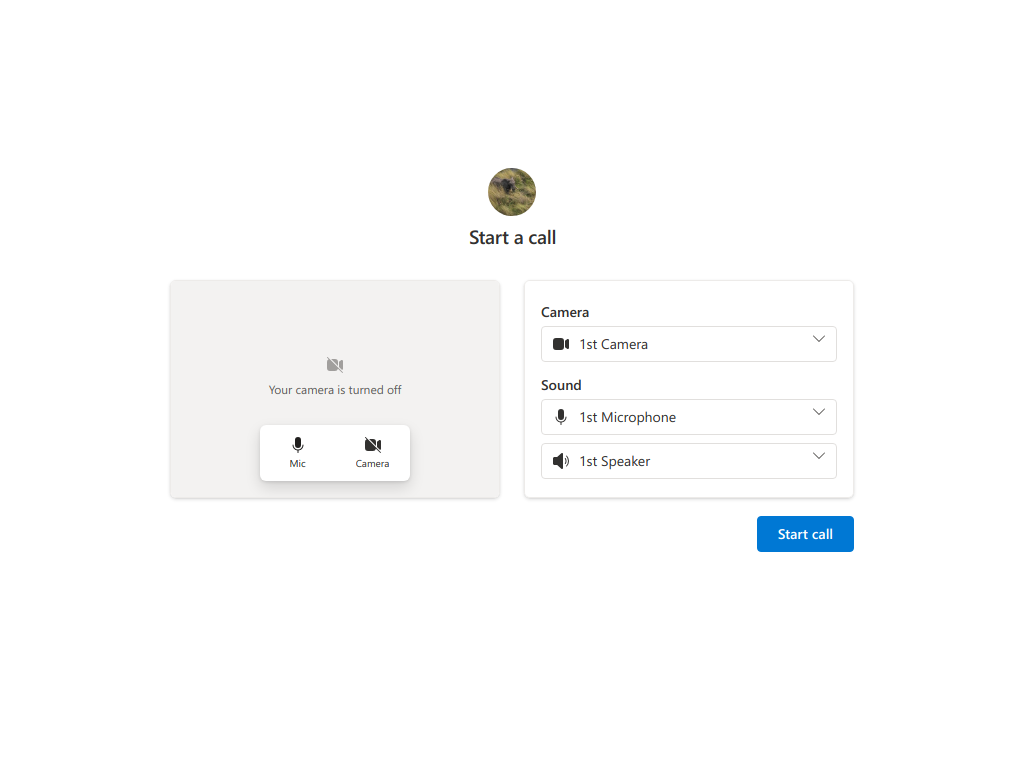 Start a call
Your camera is turned off
Mic
Camera
Camera
1st Camera
Sound
1st Microphone
1st Speaker
Start call